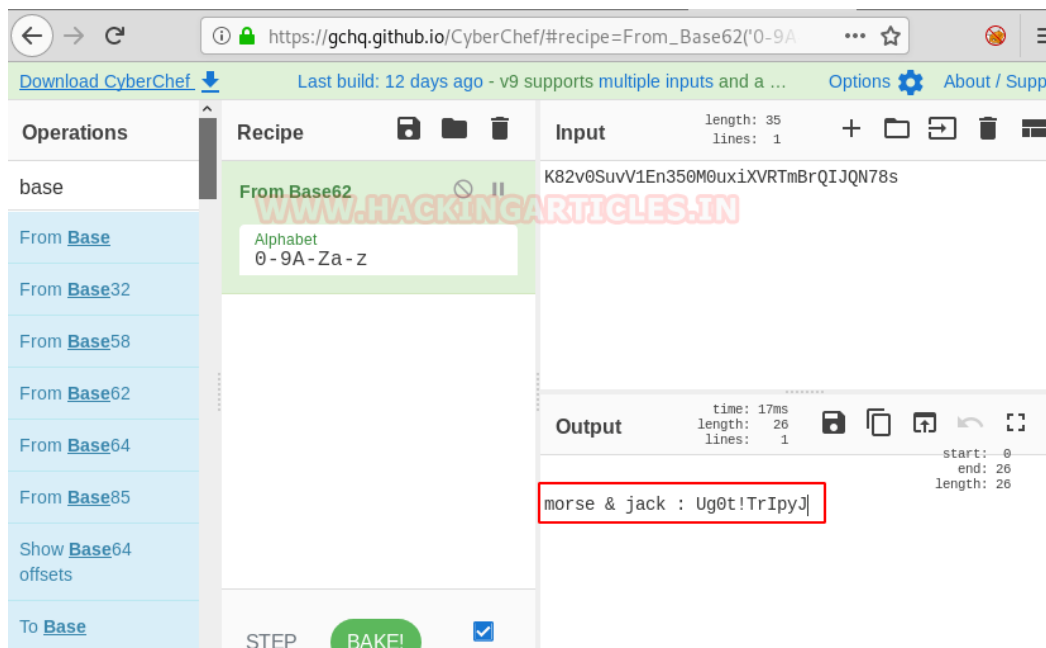 https://gchq.github.io/CyberChef/#recipe=From_Base62('0-9A
Download CyberChef
Last build: 12 days ago - v9 supports multiple inputs and a ...
Options
About / Supp
Operations
base
From Base
From Base32
From Base58
From Base62
From Base64
From Base85
Show Base64
offsets
To Base
Recipe
From Base62
Alphabet
0-9A-Za-z
STEP
BAKE!
Input
length: 35
lines: 1
K82v0SuvV1En350M0uxiXVRTmBrQIJQN78s
WWW.HACKINGARTICLES.IN
Output
time: 17ms
length: 26
lines: 1
start: 0
end: 26
length: 26
morse & jack : Ug0t!TrIpyJ